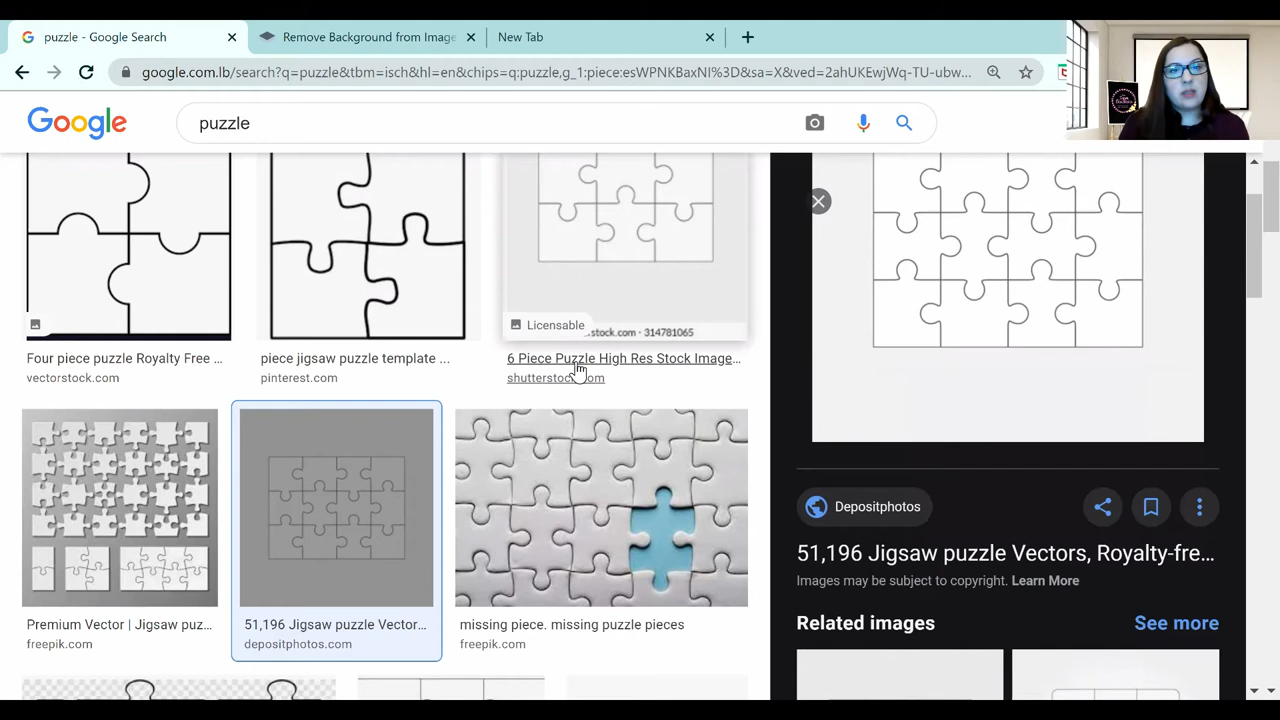 puzzle - Google Search
Remove Background from Image
New Tab
google.com.lb/search?q=puzzle&tbm=isch&hl=en&chips=q:puzzle,g_1:piece:esWPNKBaxNI%3D&sa=X&ved=2ahUKEwjWq-TU-ubw...
Google
puzzle
Licensable
stock.com · 314781065
Four piece puzzle Royalty Free ...
piece jigsaw puzzle template ...
6 Piece Puzzle High Res Stock Image...
vectorstock.com
pinterest.com
shutterstock.com
Depositphotos
51,196 Jigsaw puzzle Vectors, Royalty-fre...
Images may be subject to copyright. Learn More
Premium Vector | Jigsaw puz...
51,196 Jigsaw puzzle Vector...
missing piece. missing puzzle pieces
freepik.com
depositphotos.com
freepik.com
Related images
See more